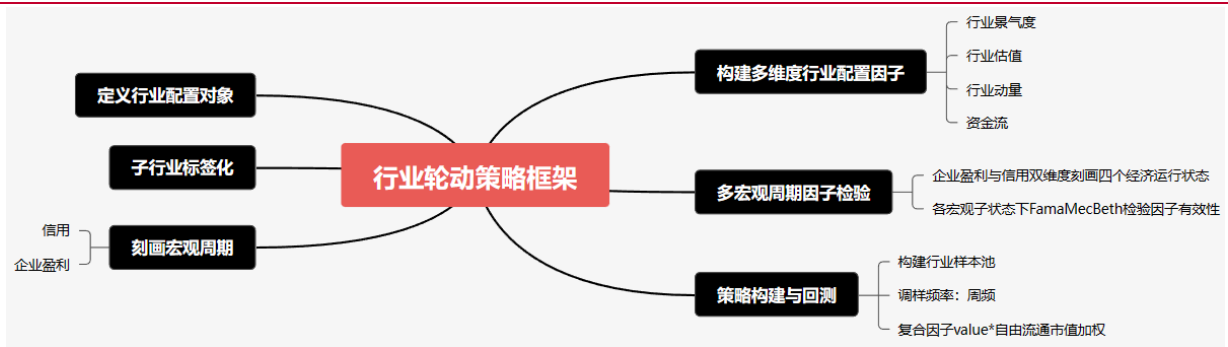 行业轮动策略框架
定义行业配置对象
子行业标签化
刻画宏观周期
信用
企业盈利
构建多维度行业配置因子
行业景气度
行业估值
行业动量
资金流
多宏观周期因子检验
企业盈利与信用双维度刻画四个经济运行状态
各宏观子状态下FamaMecBeth检验因子有效性
策略构建与回测
构建行业样本池
调样频率：周频
复合因子value*自由流通市值加权